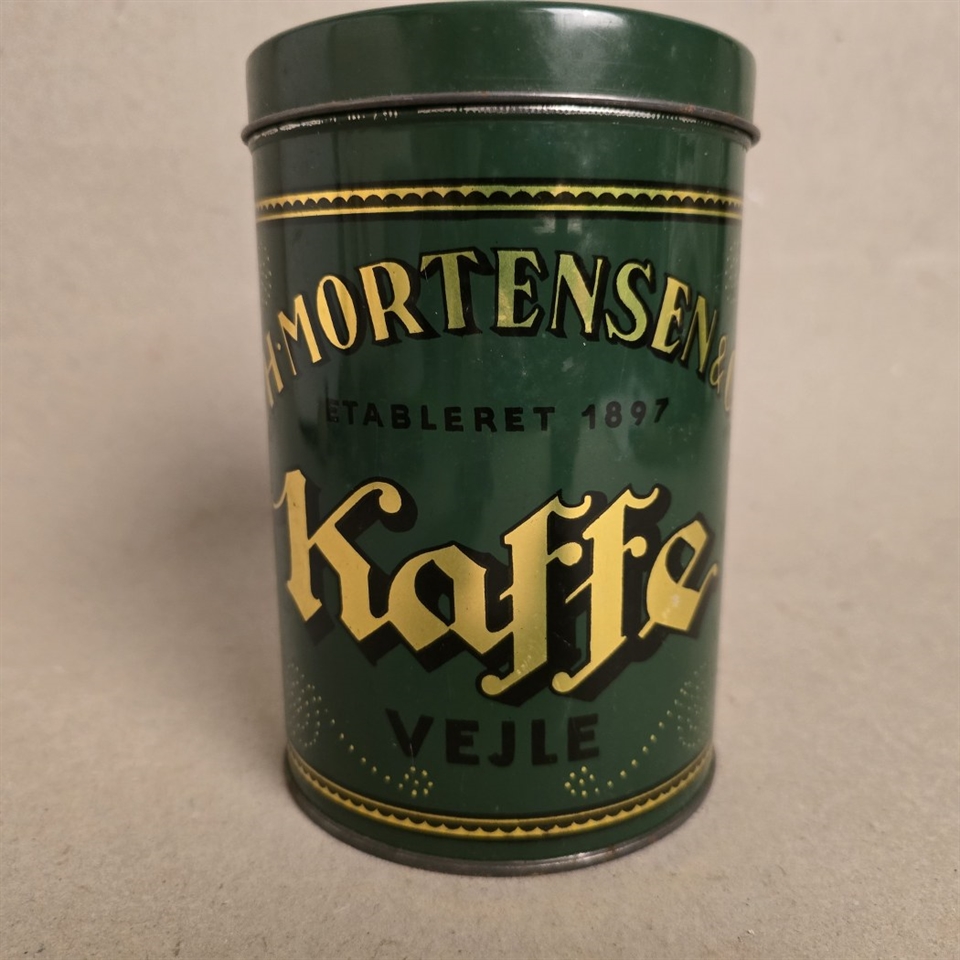 H. MORTENSEN &
ETABLERET 1897
Kaffe
VEJLE